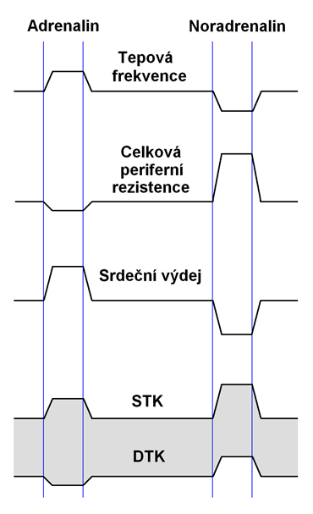 Adrenalin Noradrenalin
Tepová
frekvence
Celková
periferní
rezistence
Srdeční výdej
STK
DTK